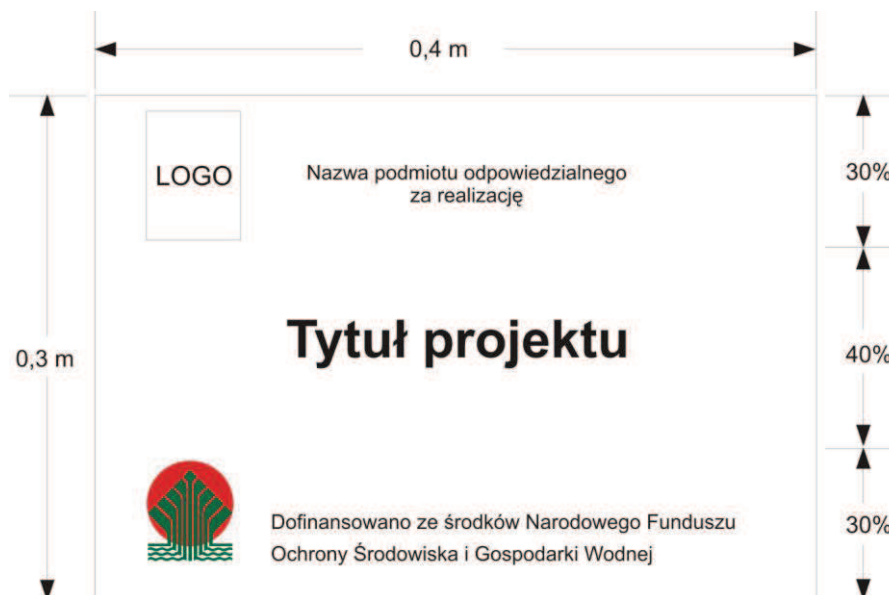 0,4 m
LOGO
Nazwa podmiotu odpowiedzialnego
za realizację
30%
Tytuł projektu
0,3 m
40%
Dofinansowano ze środków Narodowego Funduszu
Ochrony Środowiska i Gospodarki Wodnej
30%